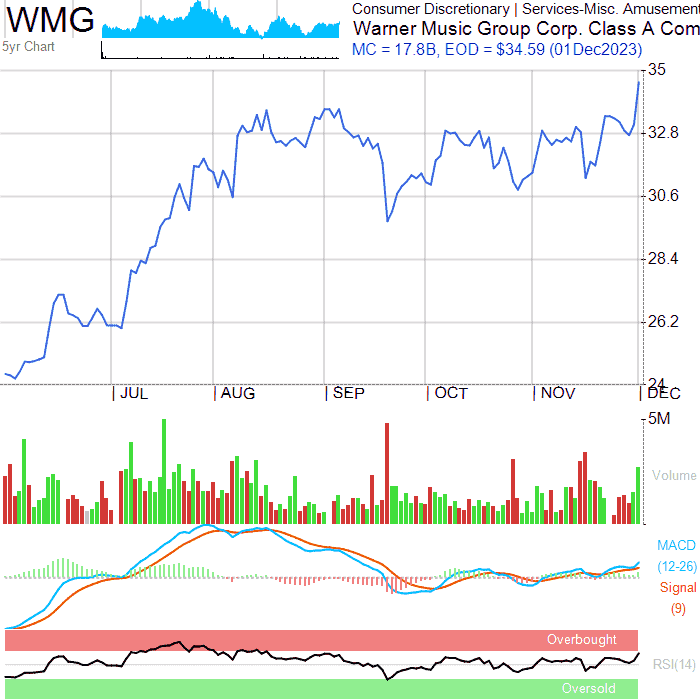 WMG
5yr Chart
Consumer Discretionary | Services-Misc. Amusement
Warner Music Group Corp. Class A Com
MC = 17.8B, EOD = $34.59 (01Dec2023)
35
32.8
30.6
28.4
26.2
24
JUL AUG SEP OCT NOV DEC
5M
Volume
MACD
(12-26)
Signal
(9)
Overbought
RSI(14)
Oversold